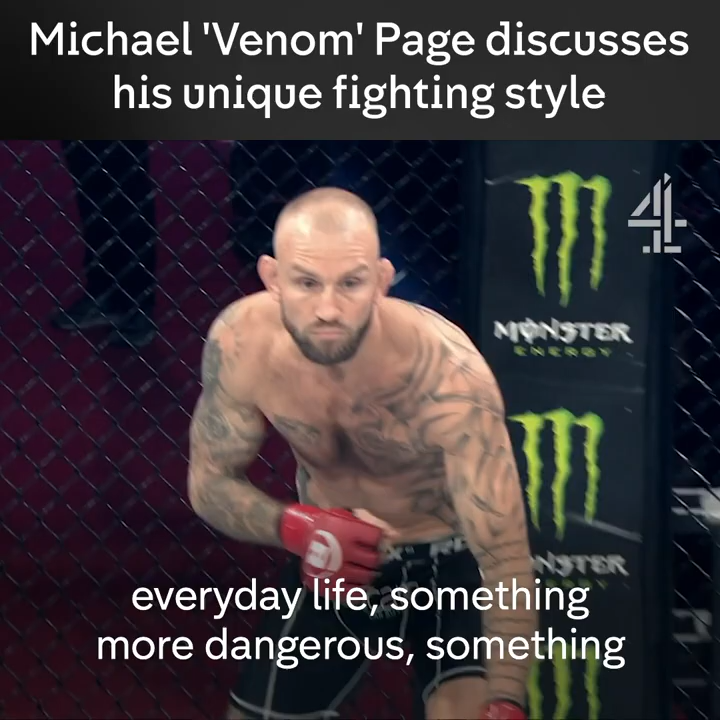 Michael 'Venom' Page discusses
his unique fighting style
4
MONSTER
ENERGY
everyday life, something
more dangerous, something